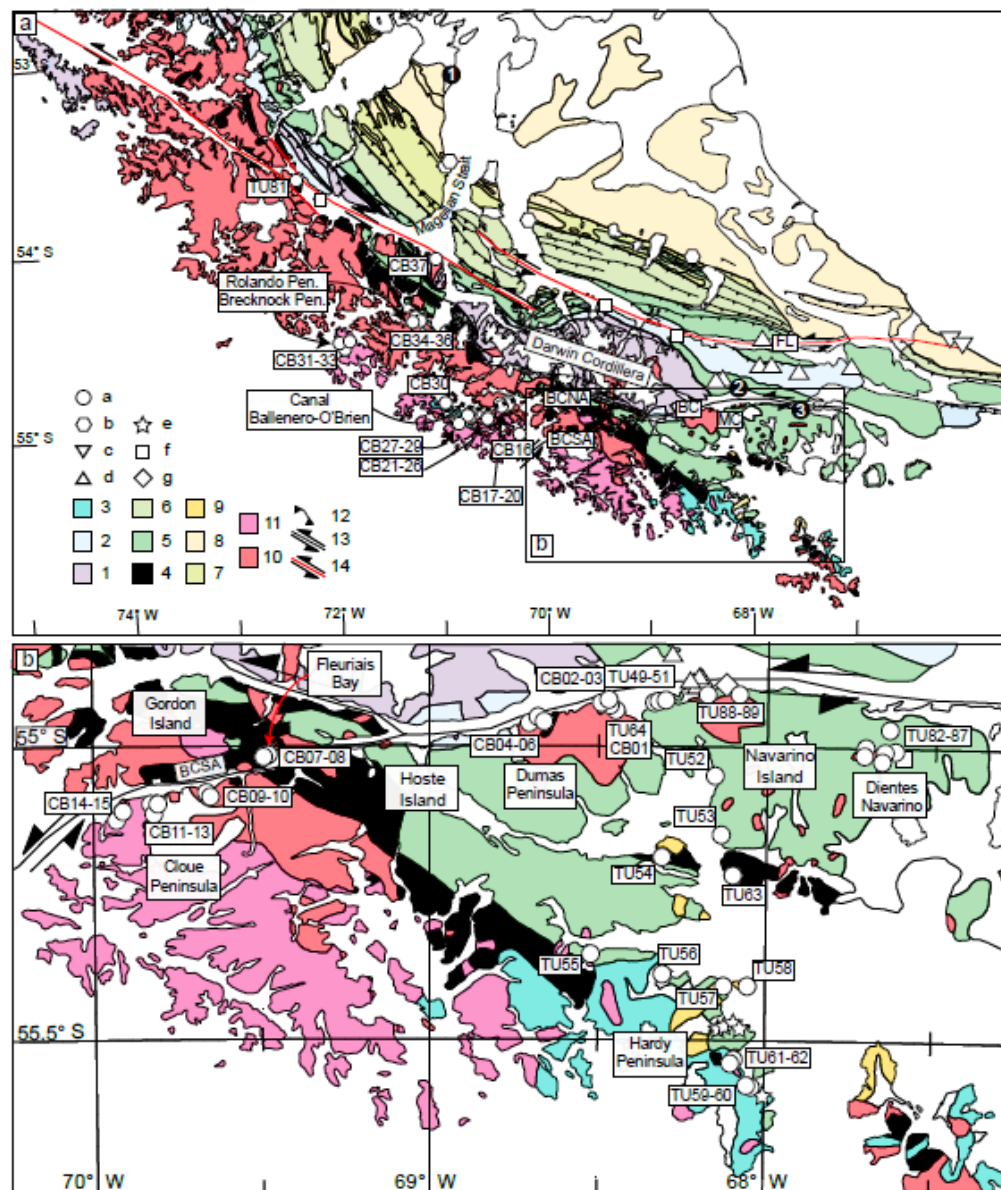 a
53
1
TU81
Magellan Strait
54° S
CB37
Rolando Pen.
Brecknock Pen.
CB31-33
CB34-36
FL
Darwin Cordillera
CB30
2
Canal
Ballenero-O'Brien
BCNA
BC
MC
3
55° S
CB27-29
CB21-26
CB16
BCSA
CB17-20
b
a
b
e
c
f
d
g
3
6
9
11
12
2
5
8
13
1
4
7
10
14
74° W
72° W
70° W
68° W
b
Fleuriais
Bay
CB02-03
TU49-51
Gordon
Island
TU88-89
55° S
TU64
CB01
TU82-87
CB07-08
CB04-06
BCSA
TU52
Navarino
Island
Hoste
Island
Dumas
Peninsula
Dientes
Navarino
CB14-15
CB09-10
CB11-13
TU53
Cloue
Peninsula
TU54
TU63
TU55
TU56
TU58
TU57
55.5° S
Hardy
Peninsula
TU61-62
TU59-60
70° W
69° W
68° W